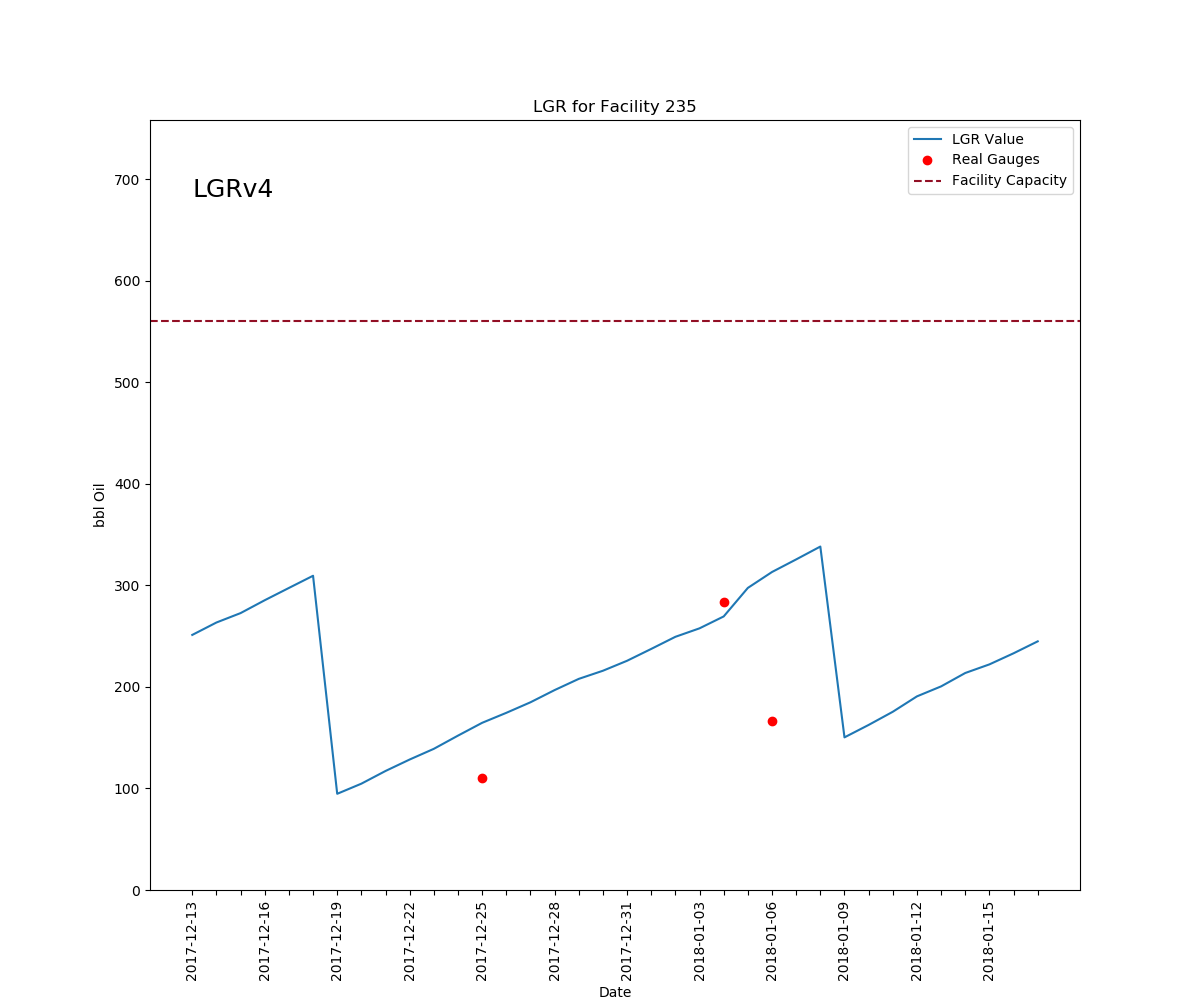 LGR for Facility 235
LGRv4
LGR Value
Real Gauges
Facility Capacity
700
600
500
400
300
200
100
0
bbl Oil
2017-12-13
2017-12-16
2017-12-19
2017-12-22
2017-12-25
2017-12-28
2017-12-31
2018-01-03
2018-01-06
2018-01-09
2018-01-12
2018-01-15
Date